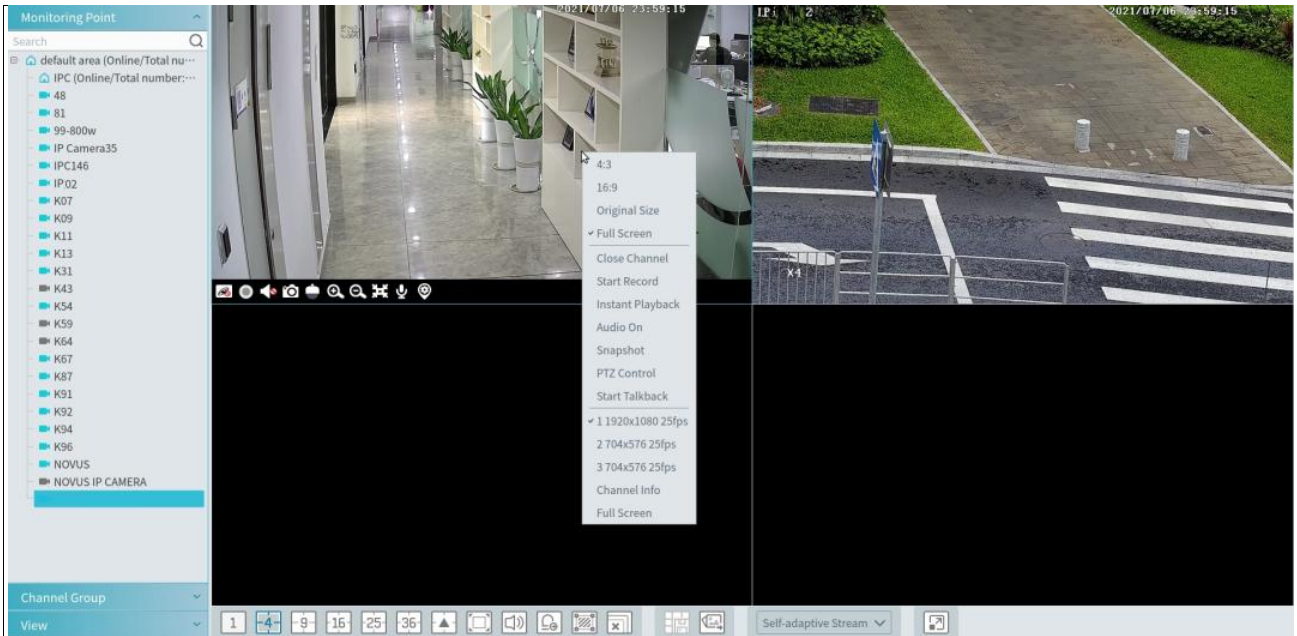 Monitoring Point
Search
default area (Online/Total nu…
IPC (Online/Total number:…
48
81
99-800w
IP Camera35
IPC146
IP02
K07
K09
K11
K13
K31
K43
K54
K59
K64
K67
K87
K91
K92
K94
K96
NOVUS
NOVUS IP CAMERA
Channel Group
View
2021/07/06 23:59:15
2021/07/06 23:59:15
X4
4:3
16:9
Original Size
Full Screen
Close Channel
Start Record
Instant Playback
Audio On
Snapshot
PTZ Control
Start Talkback
1 1920x1080 25fps
2 704x576 25fps
3 704x576 25fps
Channel Info
Full Screen
1 4 9 16 25 36
Self-adaptive Stream